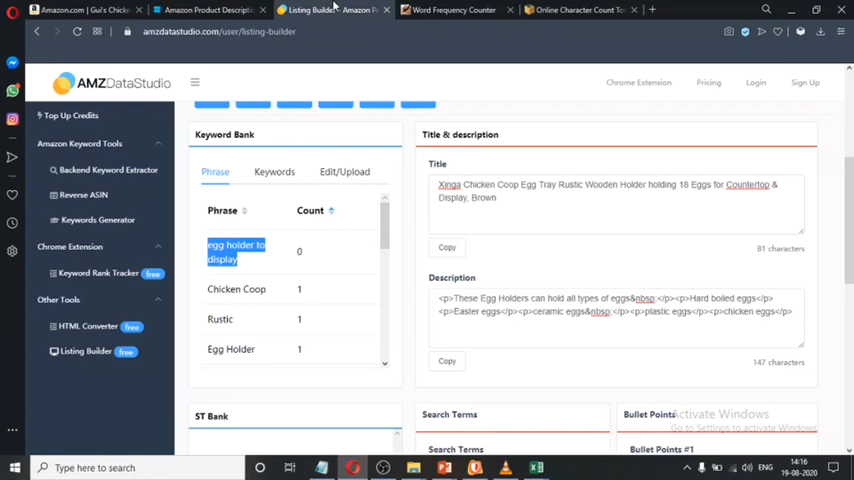 Amazon.com | Gui's Chicke
Amazon Product Descripti
Listing Builder - Amazon P
Word Frequency Counter
Online Character Count To
amzdatastudio.com/user/listing-builder
AMZDataStudio
Chrome Extension
Pricing
Login
Sign Up
Top Up Credits
Amazon Keyword Tools
Backend Keyword Extractor
Reverse ASIN
Keywords Generator
Chrome Extension
Keyword Rank Tracker free
Other Tools
HTML Converter free
Listing Builder free
Keyword Bank
Phrase
Keywords
Edit/Upload
Phrase
Count
egg holder to
display
0
Chicken Coop
1
Rustic
1
Egg Holder
1
Title & description
Title
Xinga Chicken Coop Egg Tray Rustic Wooden Holder holding 18 Eggs for Countertop &
Display, Brown
Copy
81 characters
Description
<p>These Egg Holders can hold all types of eggs&nbsp;</p><p>Hard boiled eggs</p>
<p>Easter eggs</p><p>ceramic eggs&nbsp;</p><p>plastic eggs</p><p>chicken eggs</p>
Copy
147 characters
ST Bank
Search Terms
Search Terms
Bullet Points
Bullet Points #1
Activate Windows
Go to Settings to activate Windows.
Type here to search
ENG
14:16
19-08-2020